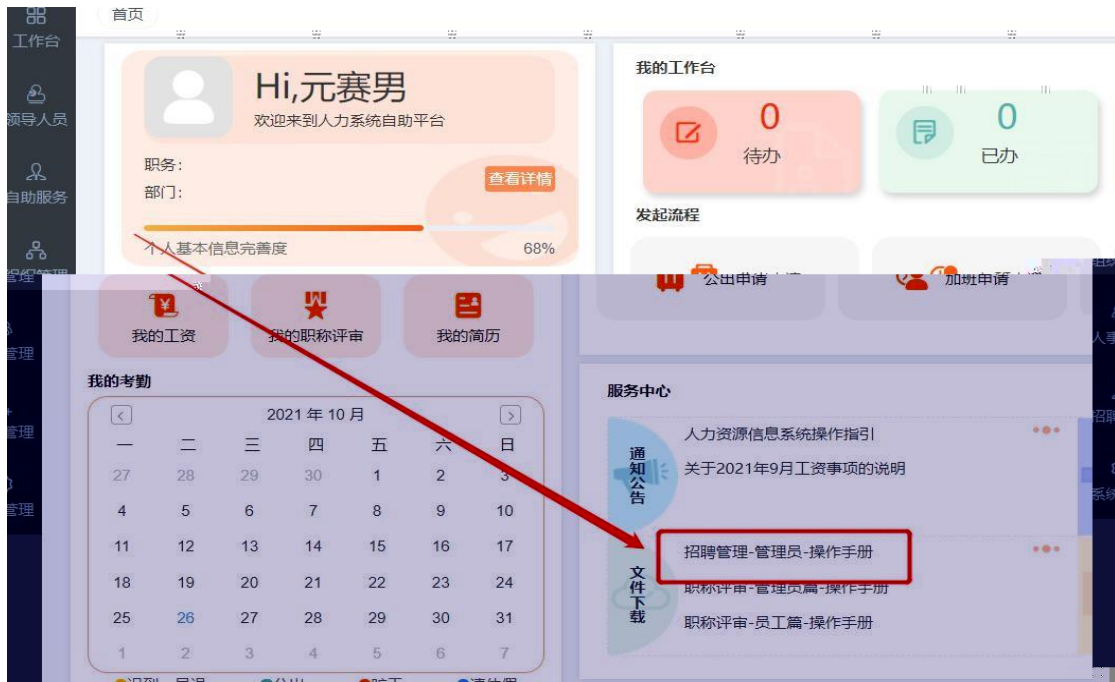 首页
工作台
领导人员
自助服务
Hi,元赛男
欢迎来到人力系统自助平台
职务:
部门:
查看详情
个人基本信息完善度
68%
我的工作台
0
待办
0
已办
发起流程
公出申请
加班申请
我的工资
我的职称评审
我的简历
我的考勤
2021 年 10 月
一 二 三 四 五 六 日
27 28 29 30 1 2 3
4 5 6 7 8 9 10
11 12 13 14 15 16 17
18 19 20 21 22 23 24
25 26 27 28 29 30 31
1 2 3 4 5 6 7
服务中心
通知公告
人力资源信息系统操作指引
关于2021年9月工资事项的说明
文件下载
招聘管理-管理员-操作手册
职称评审-管理员篇-操作手册
职称评审-员工篇-操作手册
管理
管理
管理
人事
招聘
系统